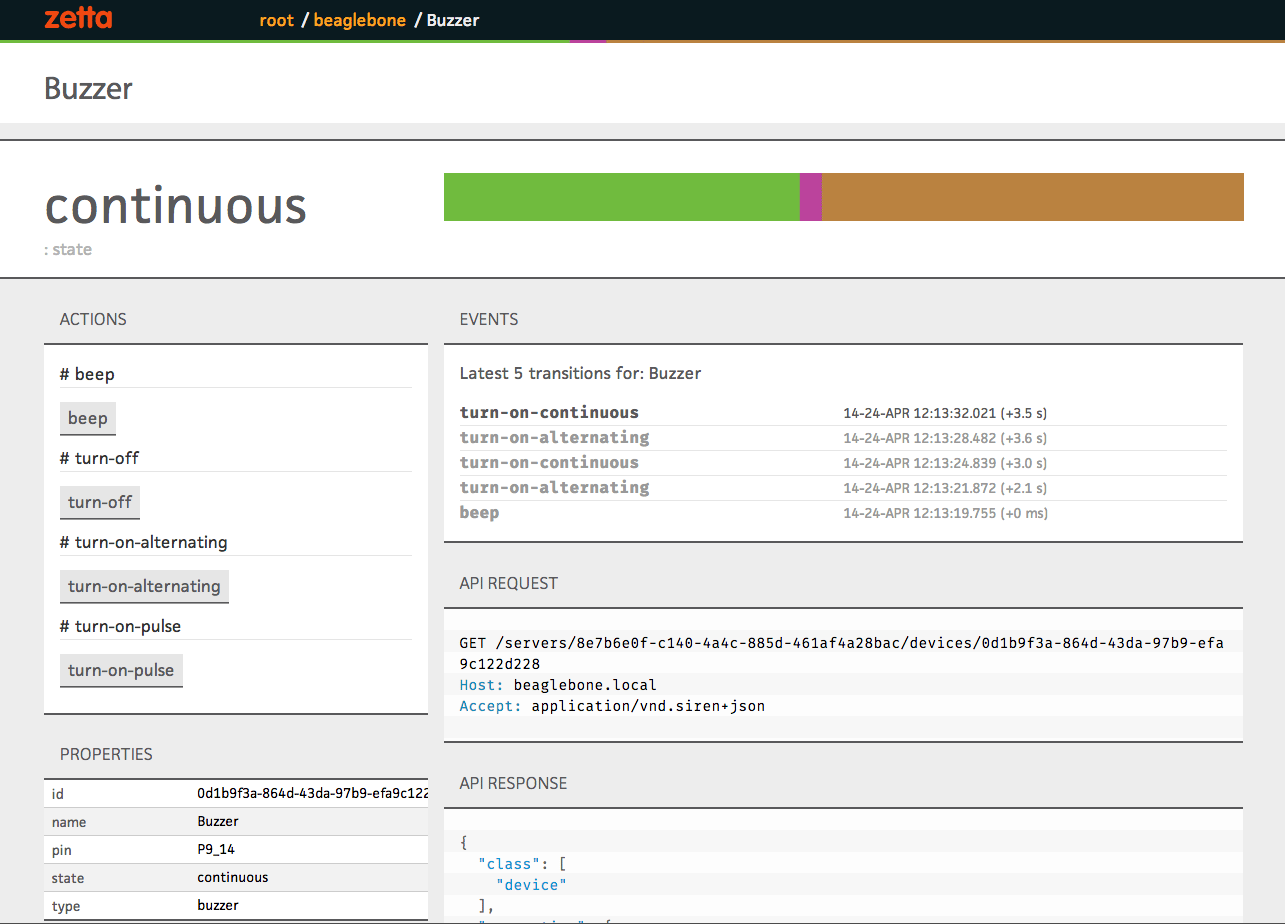 zetta
root / beaglebone / Buzzer
Buzzer
continuous
: state
ACTIONS
# beep
beep
# turn-off
turn-off
# turn-on-alternating
turn-on-alternating
# turn-on-pulse
turn-on-pulse
PROPERTIES
id 0d1b9f3a-864d-43da-97b9-efa9c122
name Buzzer
pin P9_14
state continuous
type buzzer
EVENTS
Latest 5 transitions for: Buzzer
turn-on-continuous 14-24-APR 12:13:32.021 (+3.5 s)
turn-on-alternating 14-24-APR 12:13:28.482 (+3.6 s)
turn-on-continuous 14-24-APR 12:13:24.839 (+3.0 s)
turn-on-alternating 14-24-APR 12:13:21.872 (+2.1 s)
beep 14-24-APR 12:13:19.755 (+0 ms)
API REQUEST
GET /servers/8e7b6e0f-c140-4a4c-885d-461af4a28bac/devices/0d1b9f3a-864d-43da-97b9-efa
9c122d228
Host: beaglebone.local
Accept: application/vnd.siren+json
API RESPONSE
{
"class": [
"device"
],